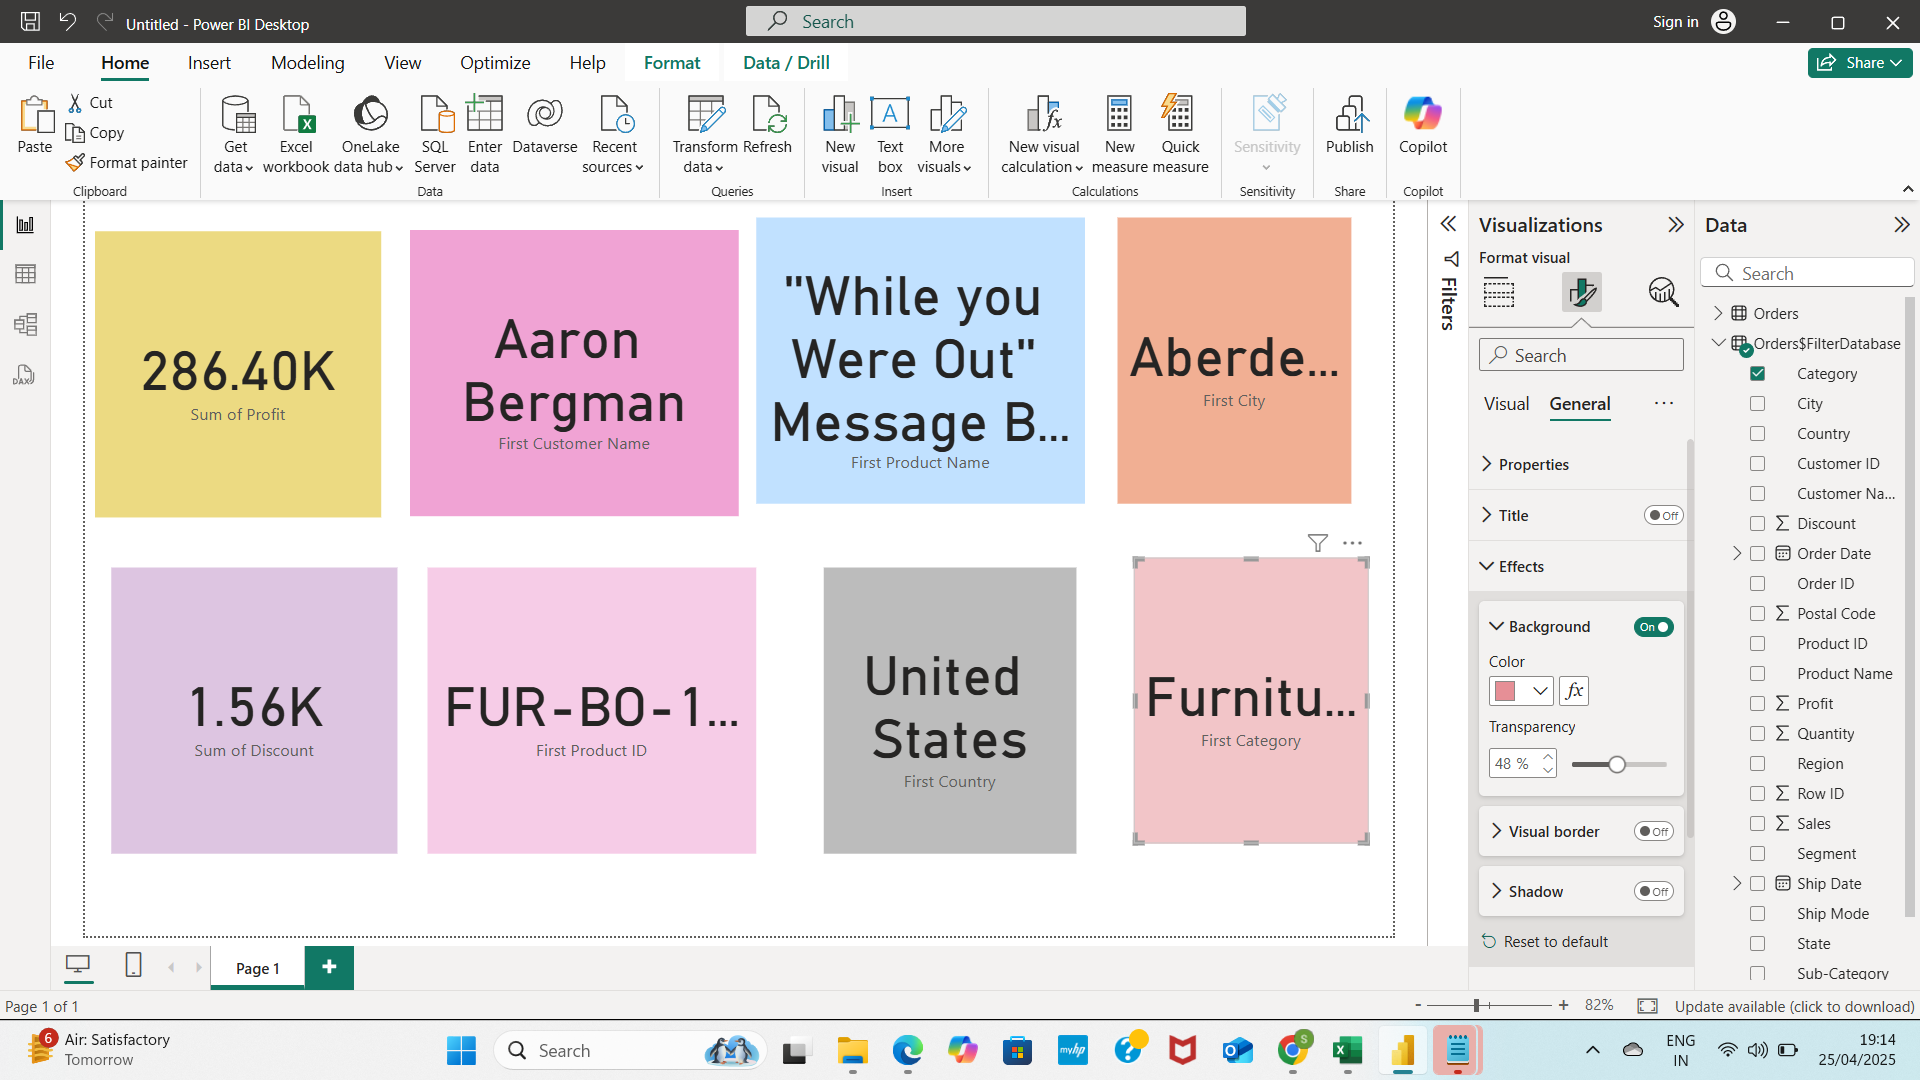 Untitled - Power BI Desktop
Search
Sign in
File
Home
Insert
Modeling
View
Optimize
Help
Format
Data / Drill
Share
Paste
Cut
Copy
Format painter
Clipboard
Get
data
Excel
workbook
OneLake
data hub
SQL
Server
Enter
data
Dataverse
Recent
sources
Data
Transform
data
Refresh
Queries
New
visual
A
Text
box
More
visuals
Insert
fx
New visual
calculation
New
measure
Quick
measure
Calculations
Sensitivity
Sensitivity
Publish
Share
Copilot
Copilot
DAX
286.40K
Sum of Profit
Aaron
Bergman
First Customer Name
"While you
Were Out"
Message B...
First Product Name
Aberde...
First City
1.56K
Sum of Discount
FUR-BO-1...
First Product ID
United
States
First Country
Furnitu...
First Category
Filters
Visualizations
Format visual
Search
Visual
General
...
Properties
Title
Off
Effects
Background
On
Color
fx
Transparency
48 %
Visual border
Off
Shadow
Off
Reset to default
Data
Search
Orders
Orders$FilterDatabase
Category
City
Country
Customer ID
Customer Na...
Σ Discount
Order Date
Order ID
Σ Postal Code
Product ID
Product Name
Σ Profit
Σ Quantity
Region
Σ Row ID
Σ Sales
Segment
Ship Date
Ship Mode
State
Sub-Category
Page 1
+
Page 1 of 1
- + 82%
Update available (click to download)
6
Air: Satisfactory
Tomorrow
Search
myhp
?
S
ENG
IN
19:14
25/04/2025